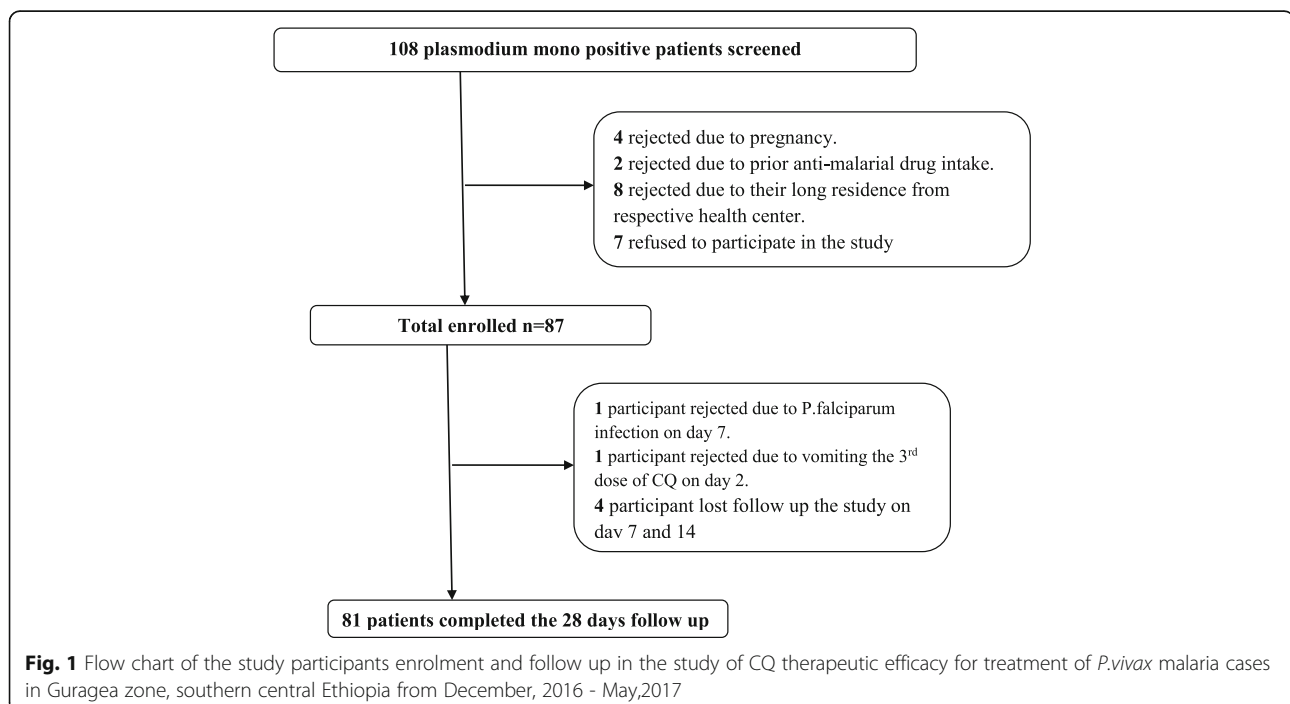 108 plasmodium mono positive patients screened
4 rejected due to pregnancy.
2 rejected due to prior anti-malarial drug intake.
8 rejected due to their long residence from
respective health center.
7 refused to participate in the study
Total enrolled n=87
1 participant rejected due to P.falciparum
infection on day 7.
1 participant rejected due to vomiting the 3rd
dose of CQ on day 2.
4 participant lost follow up the study on
day 7 and 14
81 patients completed the 28 days follow up
Fig. 1 Flow chart of the study participants enrolment and follow up in the study of CQ therapeutic efficacy for treatment of P.vivax malaria cases
in Guragea zone, southern central Ethiopia from December, 2016 - May,2017